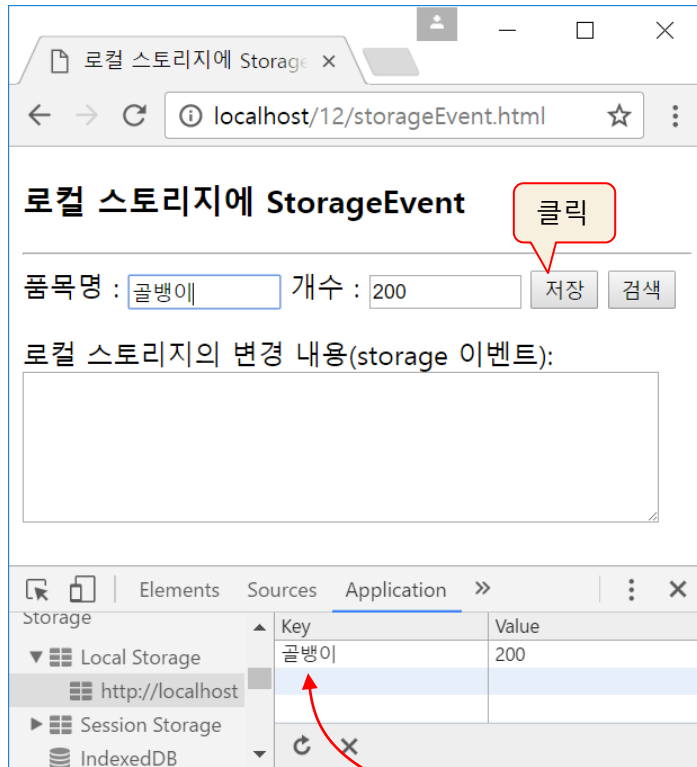 로컬 스토리지에 Storage
localhost/12/storageEvent.html
로컬 스토리지에 StorageEvent
클릭
품목명 : 골뱅이 개수 : 200 저장 검색
로컬 스토리지의 변경 내용(storage 이벤트):
Elements Sources Application »
Storage
Key Value
▼ Local Storage
골뱅이 200
http://localhost
▶ Session Storage
IndexedDB